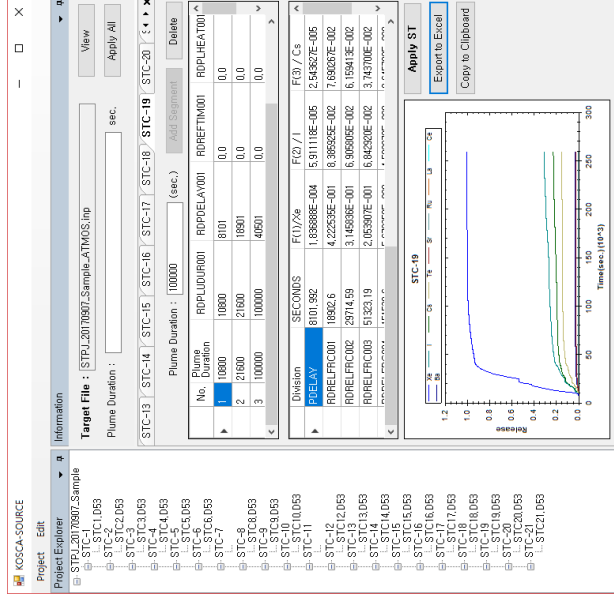 KOSCA-SOURCE
Project Edit
Project Explorer
STPJ_20170907_Sample
STC-1
STC1,D53
STC-2
STC2,D53
STC-3
STC3,D53
STC-4
STC4,D53
STC-5
STC5,D53
STC-6
STC6,D53
STC-7
STC-8
STC8,D53
STC-9
STC9,D53
STC-10
STC10,D53
STC-11
STC-12
STC12,D53
STC-13
STC13,D53
STC-14
STC14,D53
STC-15
STC15,D53
STC-16
STC16,D53
STC-17
STC17,D53
STC-18
STC18,D53
STC-19
STC19,D53
STC-20
STC20,D53
STC-21
STC21,D53
Information
Target File : STPJ_20170907_Sample_ATMOS,inp View
Plume Duration : sec, Apply All
STC-13 STC-14 STC-15 STC-16 STC-17 STC-18 STC-19 STC-20
Plume Duration : 100000 (sec,) Add Segment Delete
No, Plume Duration RDPLUDUR001 RDPDELAY001 RDREFTIM001 RDPLHEAT001
1 10800 10800 8101 0,0 0,0
2 21600 21600 18901 0,0 0,0
3 100000 100000 40501 0,0 0,0
Division SECONDS F(1)/Xe F(2) / I F(3) / Cs
PDELAY 8101,992 1,836888E-004 5,911118E-005 2,543627E-005
RDRELFRC001 18902,6 4,222535E-001 8,385925E-002 7,690267E-002
RDRELFRC002 29714,59 3,145836E-001 6,905805E-002 6,159413E-002
RDRELFRC003 51323,19 2,053907E-001 6,842920E-002 3,743700E-002
Apply ST
Export to Excel
Copy to Clipboard
STC-19
Xe I Cs Te Sr Ru La Ce
Ba
Release
1.2
1.0
0.8
0.6
0.4
0.2
0.0
0 50 100 150 200 250 300
Time(sec.)(10^3)